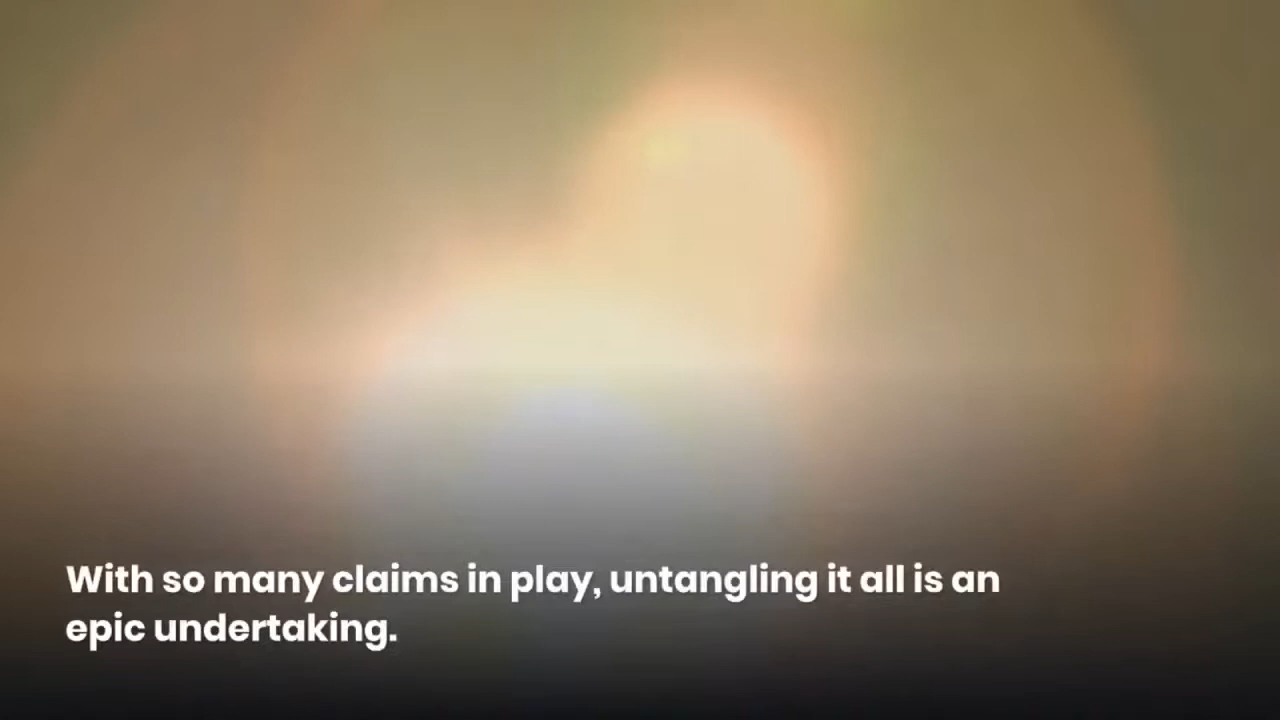 With so many claims in play, untangling it all is an
epic undertaking.